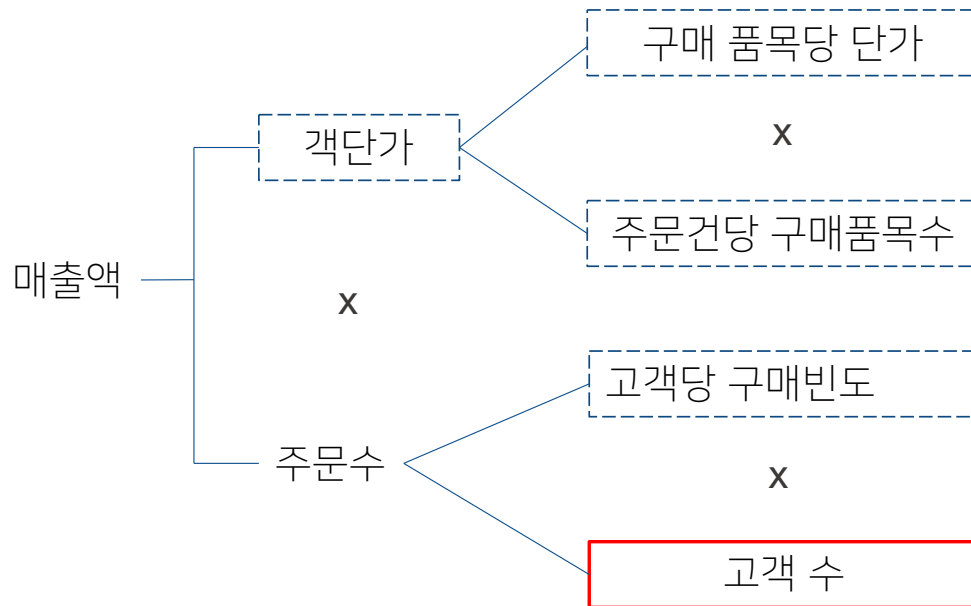 구매 품목당 단가
x
객단가
주문건당 구매품목수
매출액
x
고객당 구매빈도
주문수
x
고객 수